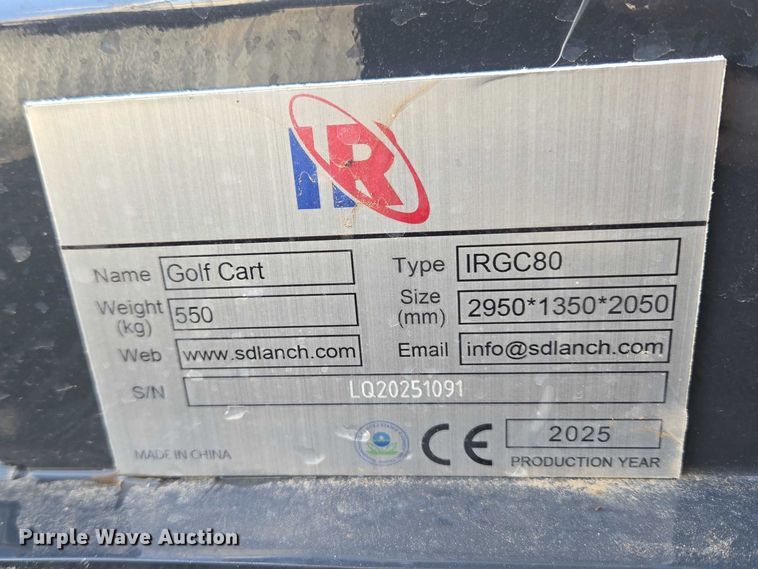 IR
Name Golf Cart Type IRGC80
Weight (kg) 550 Size (mm) 2950*1350*2050
Web www.sdlanch.com Email info@sdlanch.com
S/N LQ20251091
MADE IN CHINA CE 2025
PRODUCTION YEAR
Purple Wave Auction